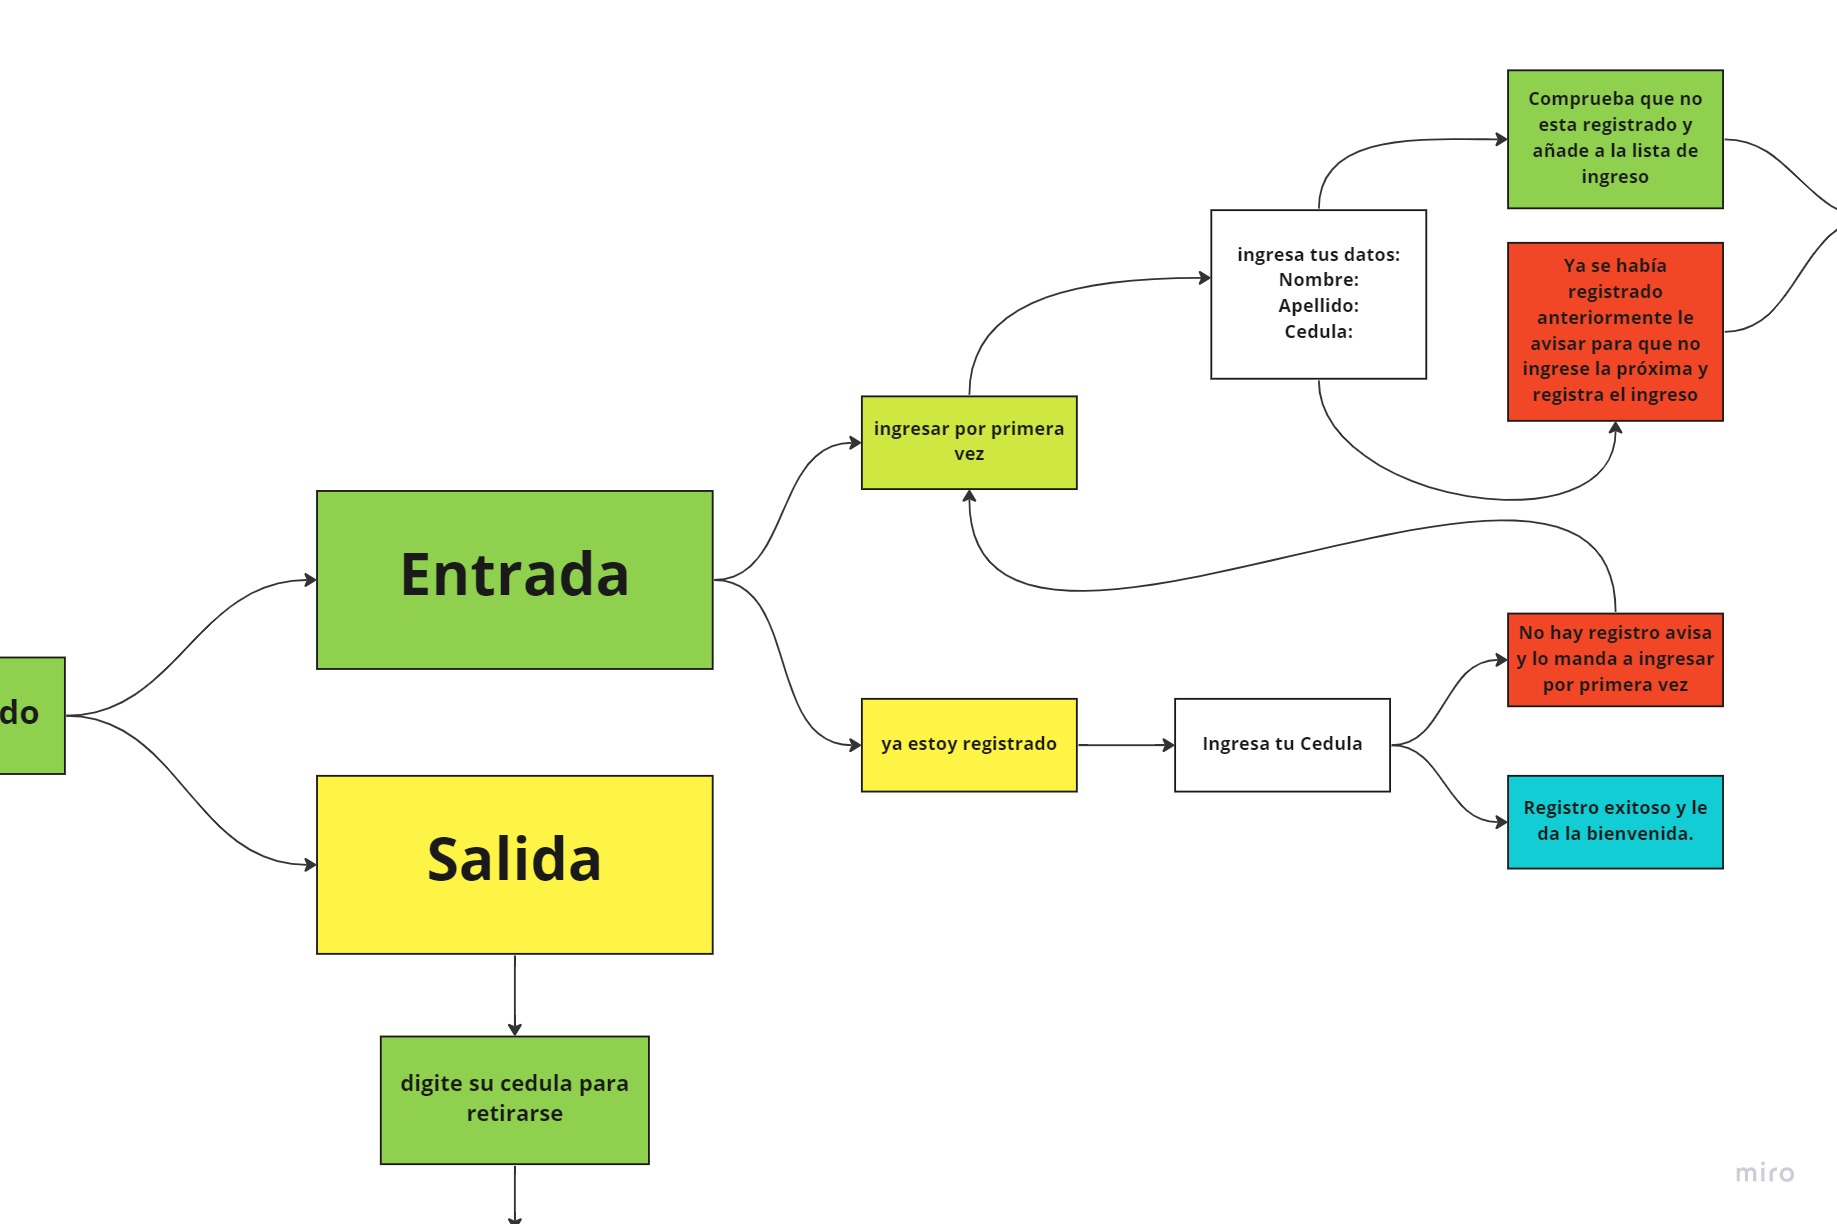 Comprueba que no
esta registrado y
añade a la lista de
ingreso
ingresa tus datos:
Nombre:
Apellido:
Cedula:
Ya se había
registrado
anteriormente le
avisar para que no
ingrese la próxima y
registra el ingreso
ingresar por primera
vez
Entrada
No hay registro avisa
y lo manda a ingresar
por primera vez
do
ya estoy registrado
Ingresa tu Cedula
Registro exitoso y le
da la bienvenida.
Salida
digite su cedula para
retirarse
miro